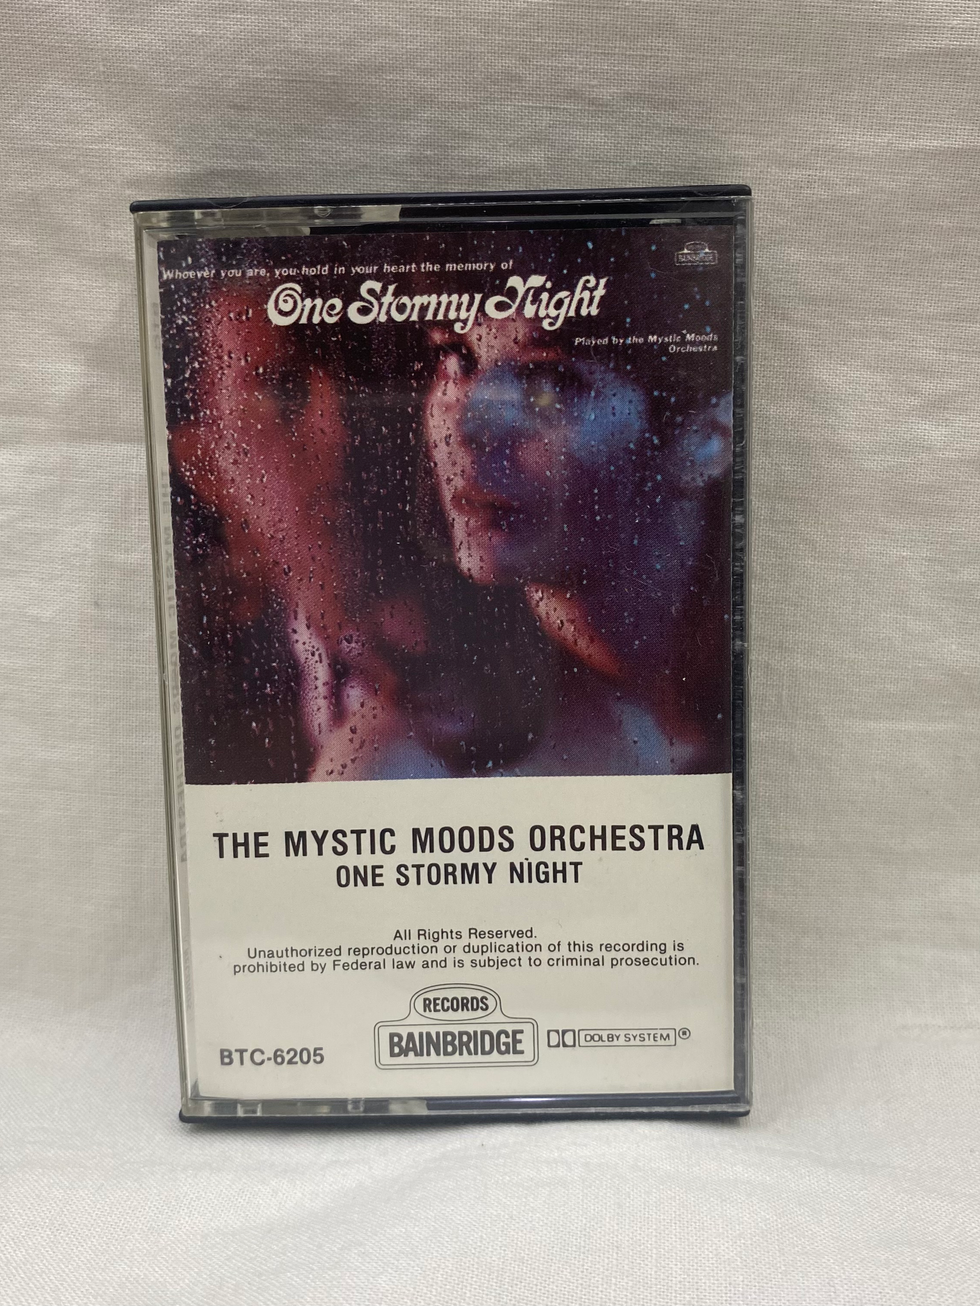 Whoever you are, you hold in your heart the memory of
BAINBRIDGE
One Stormy Night
Played by the Mystic Moods
Orchestra
THE MYSTIC MOODS ORCHESTRA
ONE STORMY NIGHT
All Rights Reserved.
Unauthorized reproduction or duplication of this recording is
prohibited by Federal law and is subject to criminal prosecution.
RECORDS
BAINBRIDGE
DOLBY SYSTEM®
BTC-6205